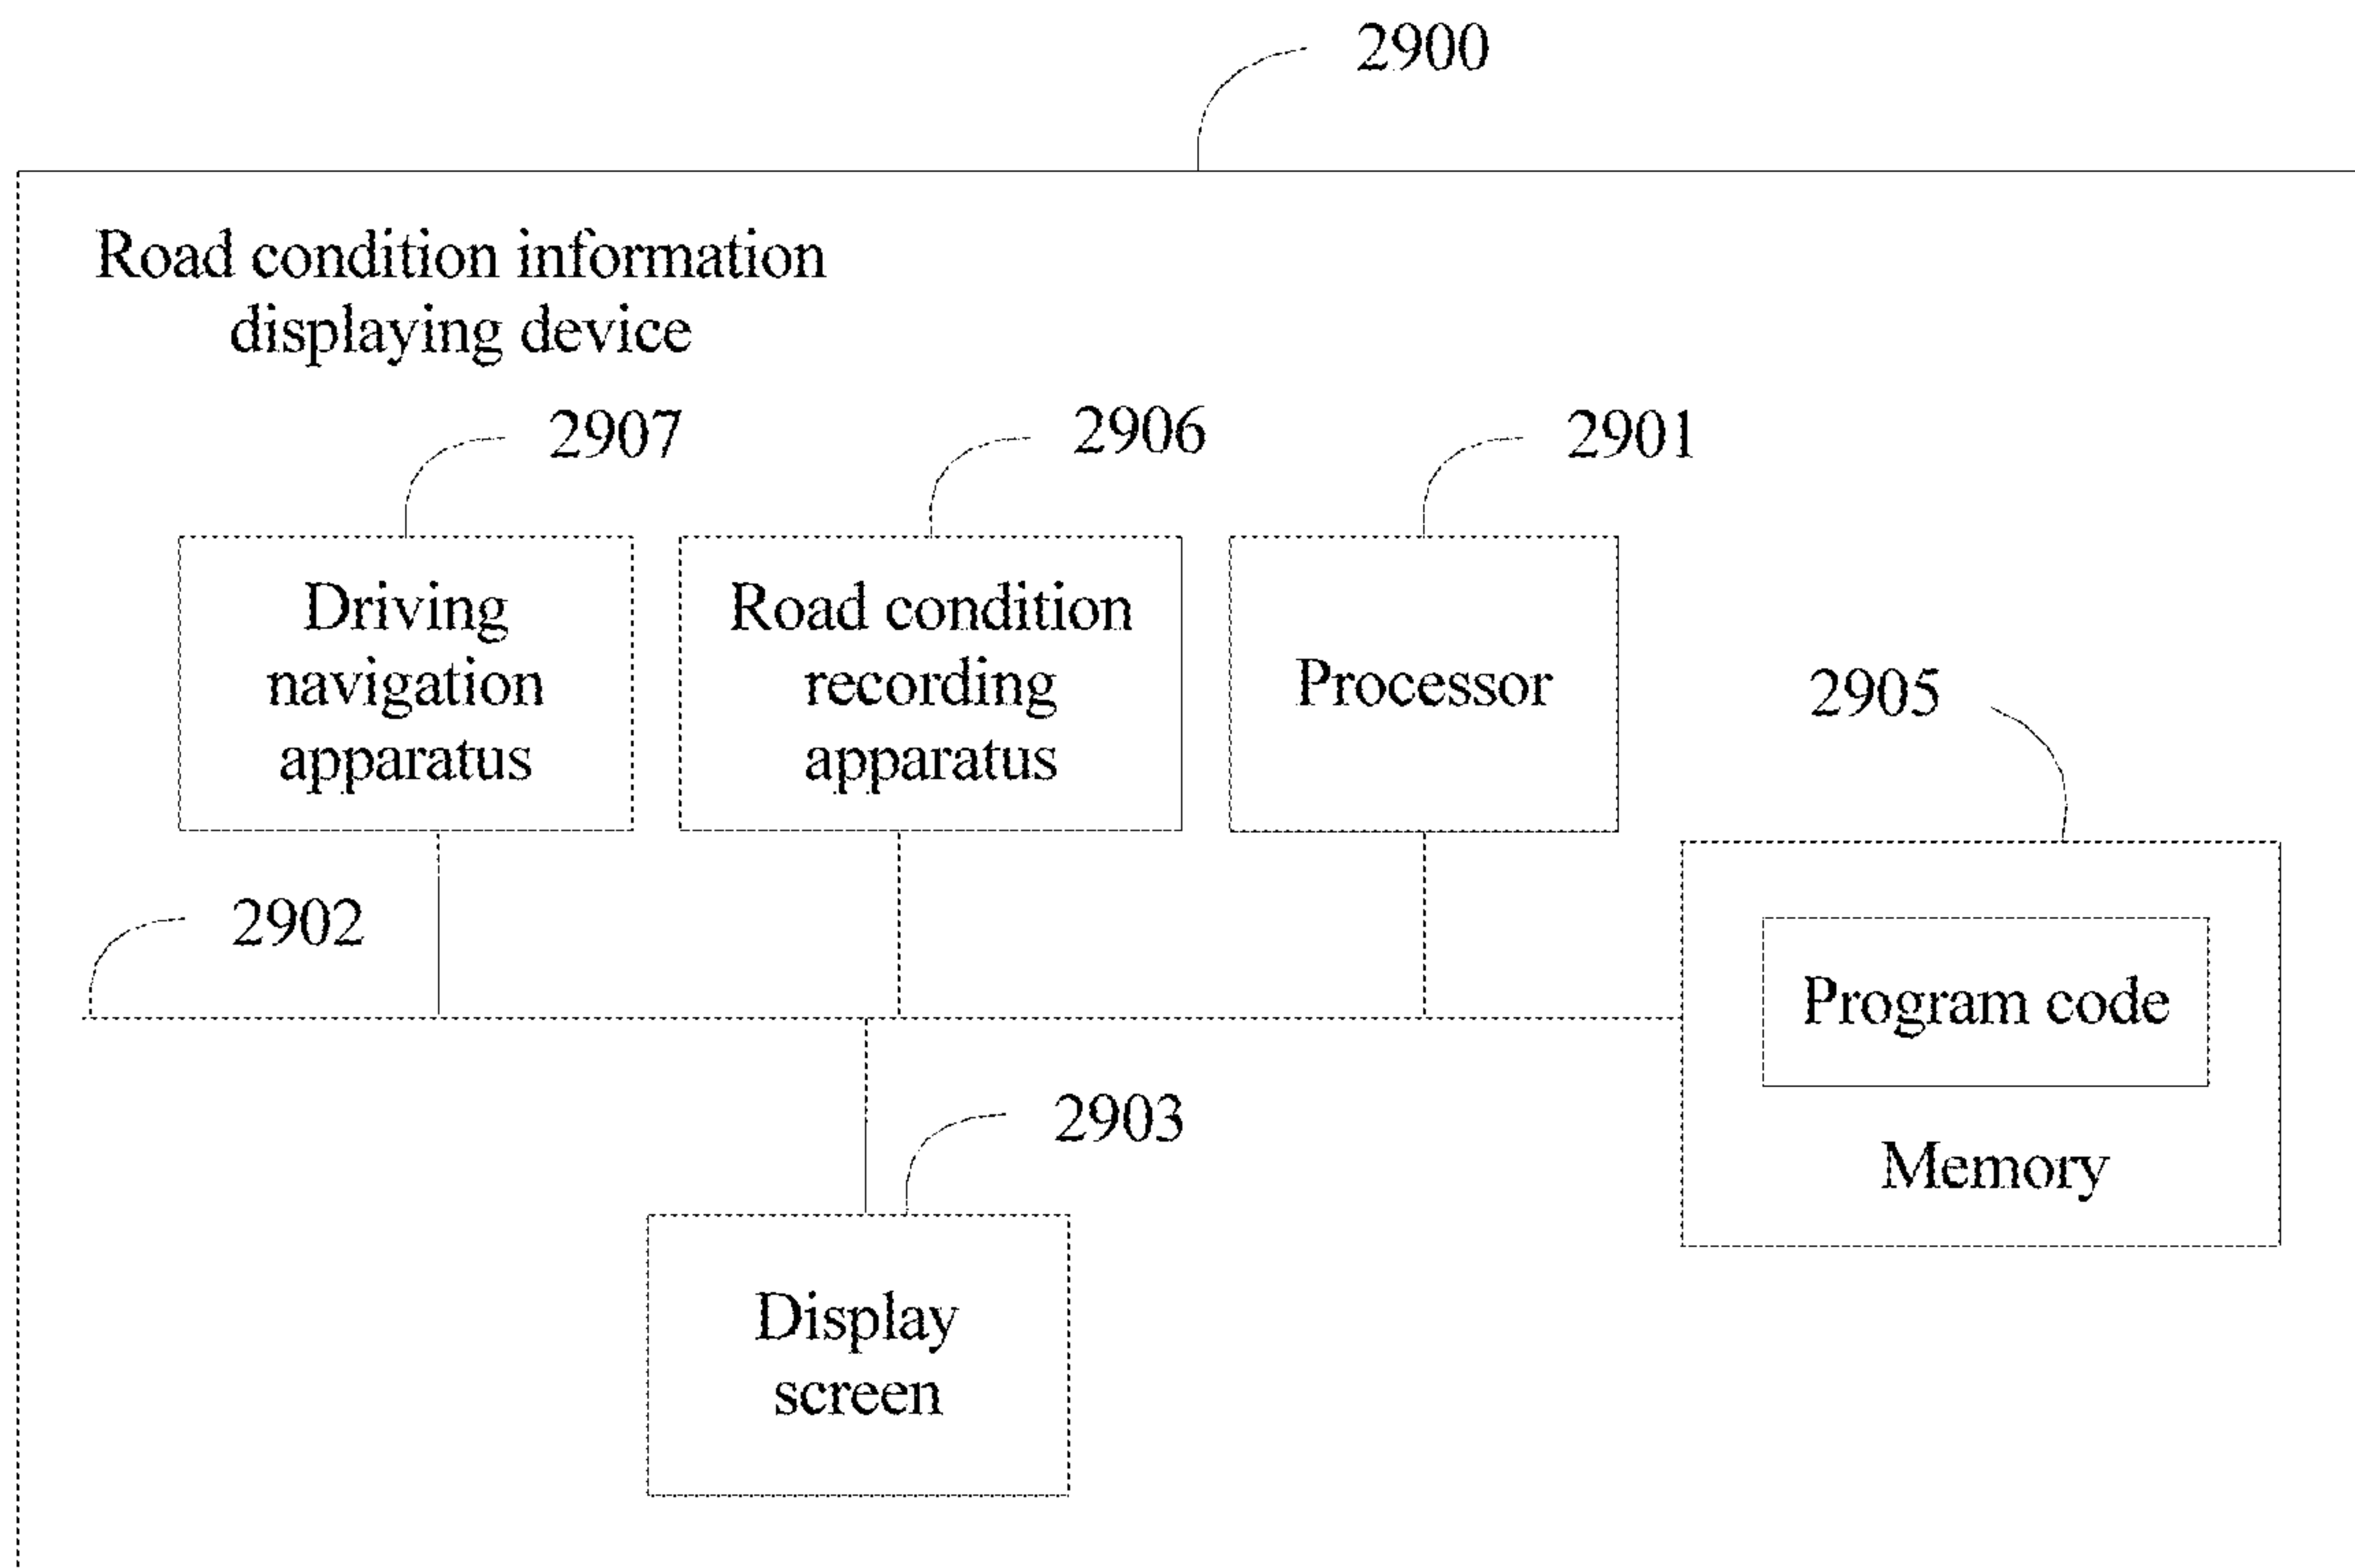 2900
Road condition information
displaying device
2907
2906
2901
Driving
navigation
apparatus
Road condition
recording
apparatus
Processor
2905
2902
Program code
Memory
2903
Display
screen